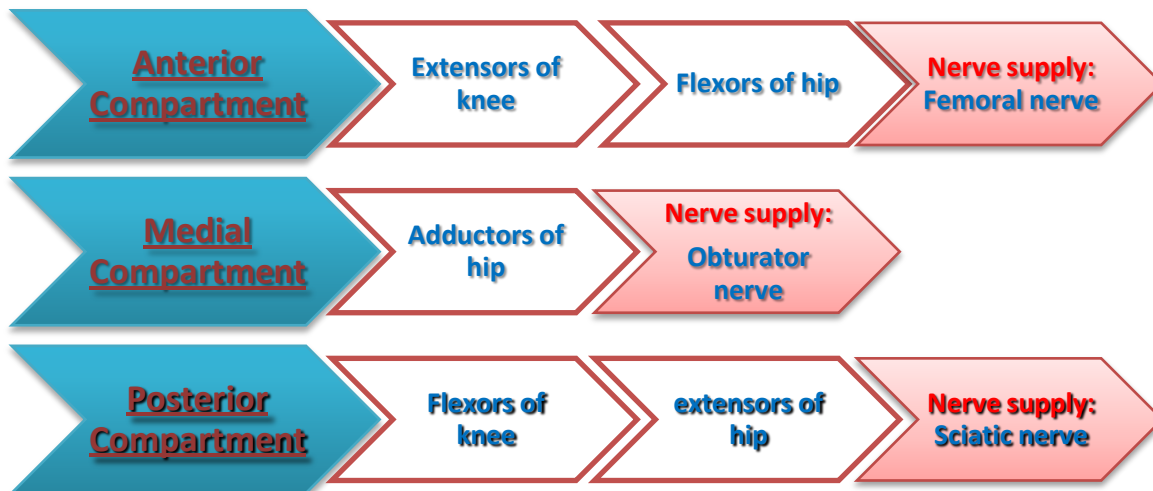 Anterior
Compartment
Extensors of
knee
Flexors of hip
Nerve supply:
Femoral nerve
Medial
Compartment
Adductors of
hip
Nerve supply:
Obturator
nerve
Posterior
Compartment
Flexors of
knee
extensors of
hip
Nerve supply:
Sciatic nerve